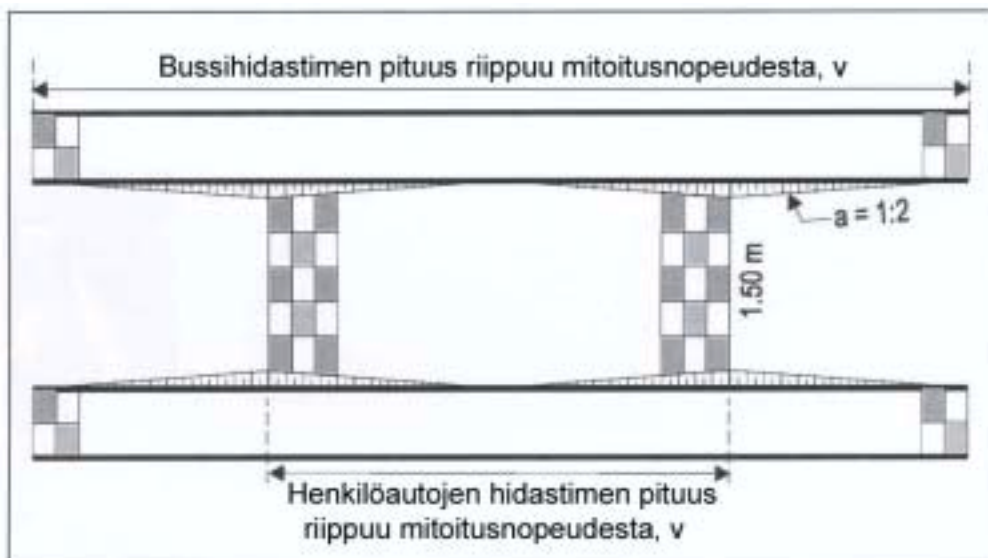 Bussihidastimen pituus riippuu mitoitusnopeudesta, v
a = 1:2
1.50 m
Henkilöautojen hidastimen pituus
riippuu mitoitusnopeudesta, v